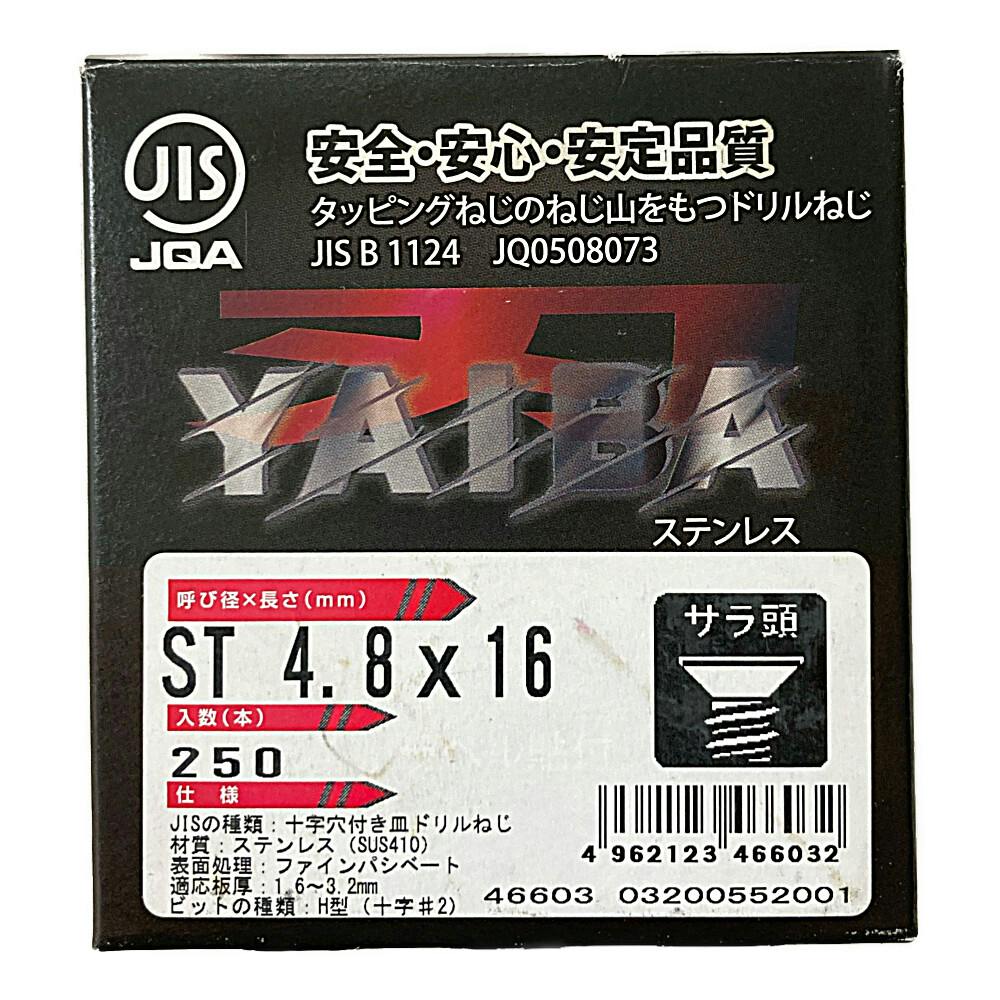 JIS
JQA
安全・安心・安定品質
タッピングねじのねじ山をもつドリルねじ
JIS B 1124 JQ0508073
YAIBA
ステンレス
呼び径×長さ(mm)
ST 4.8x16
サラ頭
入数(本)
250
仕様
JISの種類:十字穴付き皿ドリルねじ
材質:ステンレス(SUS410)
表面処理:ファインパシベート
適応板厚:1.6~3.2mm
ビットの種類:H型(十字#2)
4 962123 466032
46603 03200552001